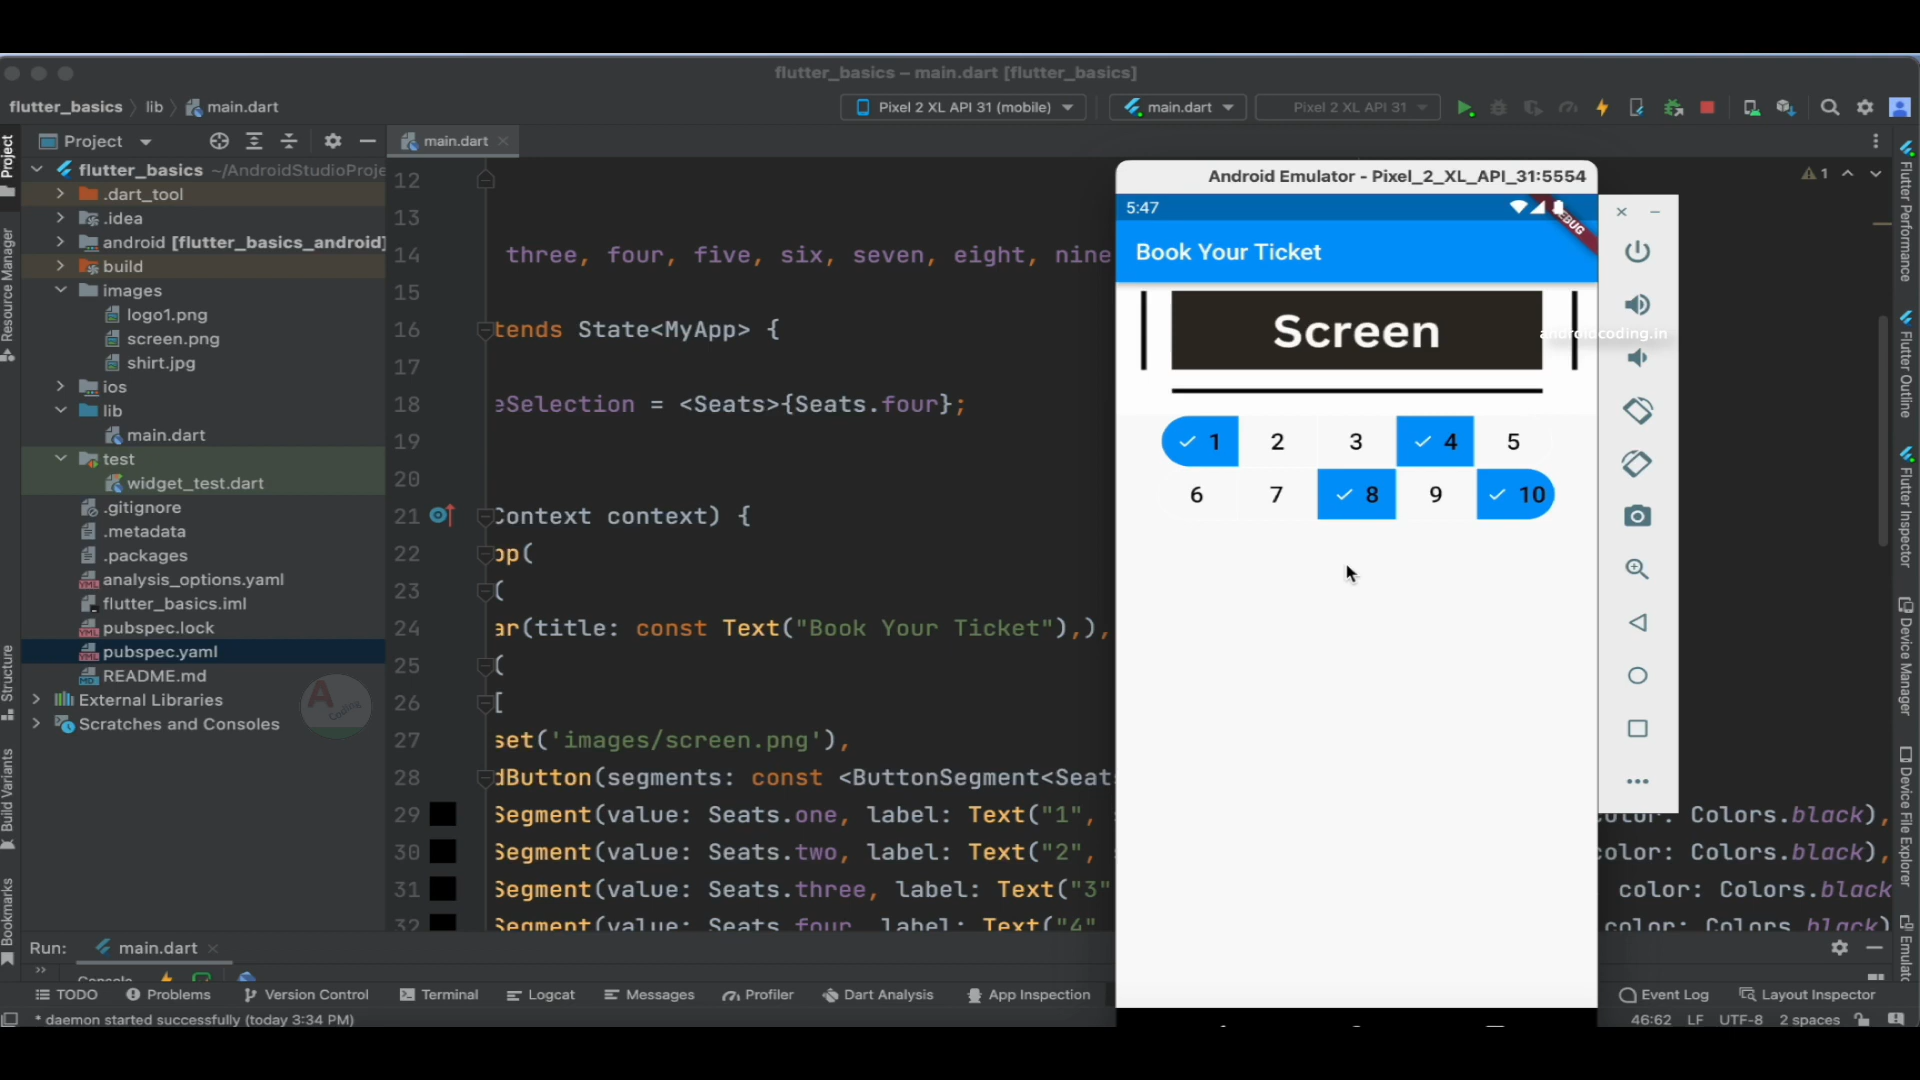 flutter_basics – main.dart [flutter_basics]
flutter_basics
lib
main.dart
Pixel 2 XL API 31 (mobile)
main.dart
Pixel 2 XL API 31
Project
main.dart
flutter_basics ~/AndroidStudioProje
.dart_tool
.idea
android [flutter_basics_android]
build
images
logo1.png
screen.png
shirt.jpg
ios
lib
main.dart
test
widget_test.dart
.gitignore
.metadata
.packages
analysis_options.yaml
flutter_basics.iml
pubspec.lock
pubspec.yaml
README.md
External Libraries
Scratches and Consoles
A
Coding
Project
Resource Manager
Structure
Build Variants
Bookmarks
12
13
14 three, four, five, six, seven, eight, nine
15
16 tends State<MyApp> {
17
18 eSelection = <Seats>{Seats.four};
19
20
21 Context context) {
22 pp(
23 (
24 ar(title: const Text("Book Your Ticket"),),
25 (
26 [
27 set('images/screen.png'),
28 dButton(segments: const <ButtonSegment<Seat
29 Segment(value: Seats.one, label: Text("1", color: Colors.black),
30 Segment(value: Seats.two, label: Text("2", color: Colors.black),
31 Segment(value: Seats.three, label: Text("3" color: Colors.black
32 Segment(value: Seats.four, label: Text("4" color: Colors.black)
1
Android Emulator - Pixel_2_XL_API_31:5554
5:47
DEBUG
Book Your Ticket
Screen
androidcoding.in
1 2 3 4 5
6 7 8 9 10
Flutter Performance
Flutter Outline
Flutter Inspector
Device Manager
Device File Explorer
Emulato
Run: main.dart
Console
TODO Problems Version Control Terminal Logcat Messages Profiler Dart Analysis App Inspection Event Log Layout Inspector
* daemon started successfully (today 3:34 PM)
46:62 LF UTF-8 2 spaces